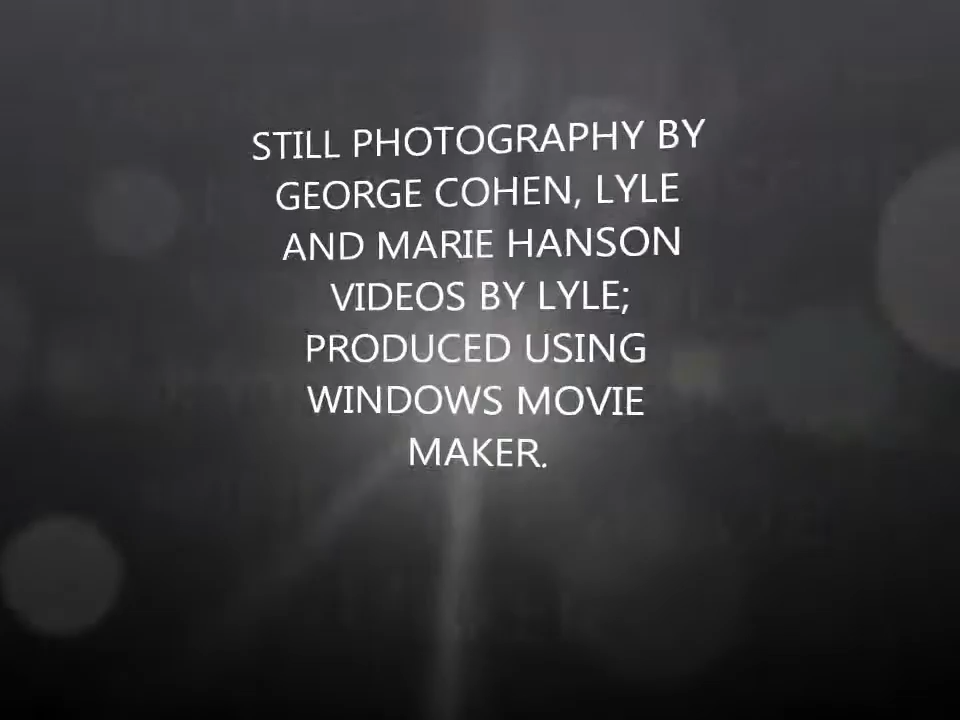 STILL PHOTOGRAPHY BY
GEORGE COHEN, LYLE
AND MARIE HANSON
VIDEOS BY LYLE;
PRODUCED USING
WINDOWS MOVIE
MAKER.